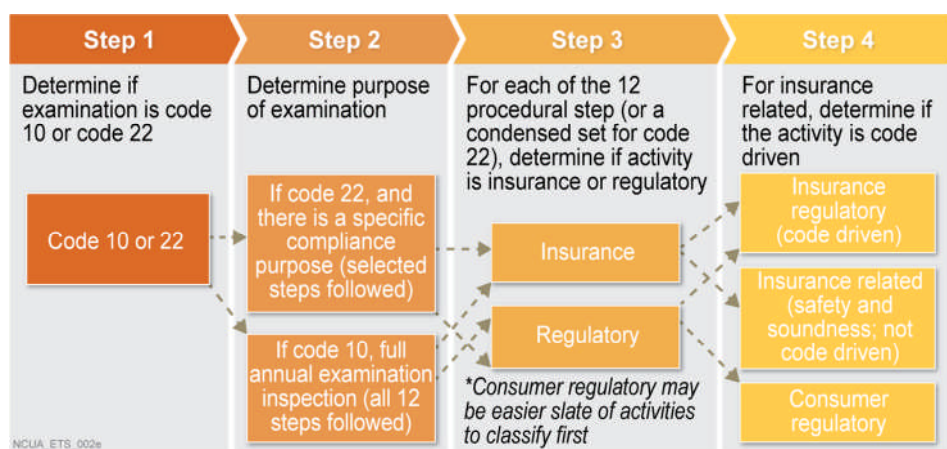 Step 1
Determine if
examination is code
10 or code 22
Code 10 or 22
Step 2
Determine purpose
of examination
If code 22, and
there is a specific
compliance
purpose (selected
steps followed)
If code 10, full
annual examination
inspection (all 12
steps followed)
Step 3
For each of the 12
procedural step (or a
condensed set for code
22), determine if activity
is insurance or regulatory
Insurance
Regulatory
*Consumer regulatory may
be easier slate of activities
to classify first
Step 4
For insurance
related, determine if
the activity is code
driven
Insurance
regulatory
(code driven)
Insurance related
(safety and
soundness; not
code driven)
Consumer
regulatory
NCUA ETS_002e